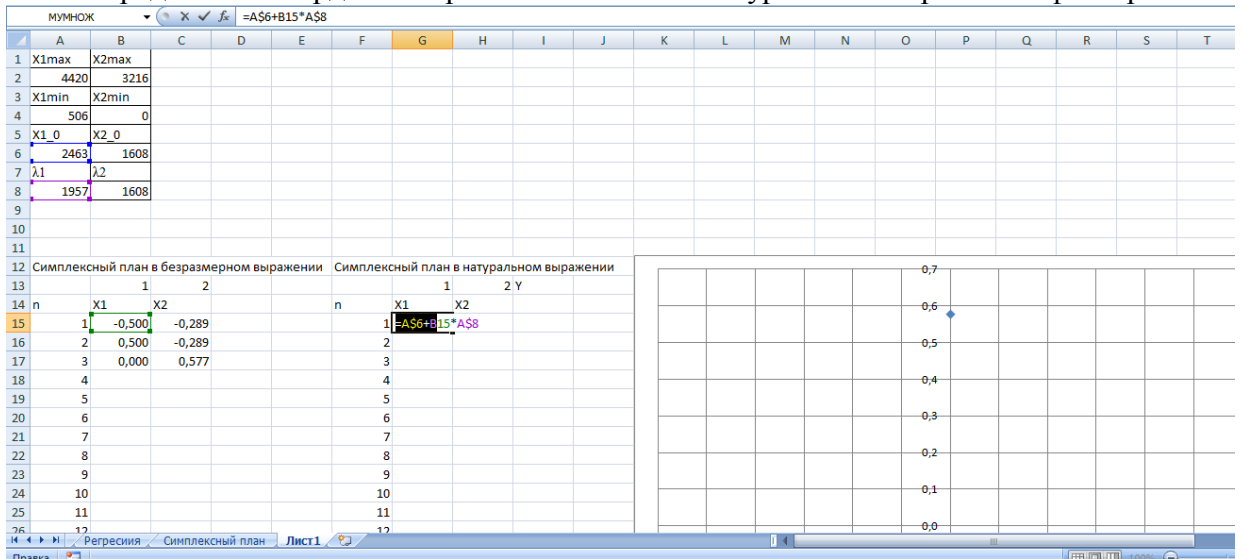 МУМНОЖ =A$6+B15*A$8
A B C D E F G H I J K L M N O P Q R S T
1 X1max X2max
2 4420 3216
3 X1min X2min
4 506 0
5 X1_0 X2_0
6 2463 1608
7 λ1 λ2
8 1957 1608
9
10
11
12 Симплексный план в безразмерном выражении Симплексный план в натуральном выражении
13 1 2 1 2 Y
14 n X1 X2 n X1 X2
15 1 -0,500 -0,289 1 =A$6+B15*A$8
16 2 0,500 -0,289 2
17 3 0,000 0,577 3
18 4 4
19 5 5
20 6 6
21 7 7
22 8 8
23 9 9
24 10 10
25 11 11
26 12 12
0,7
0,6
0,5
0,4
0,3
0,2
0,1
0,0
Регресиия Симплексный план Лист1
Правка 100%